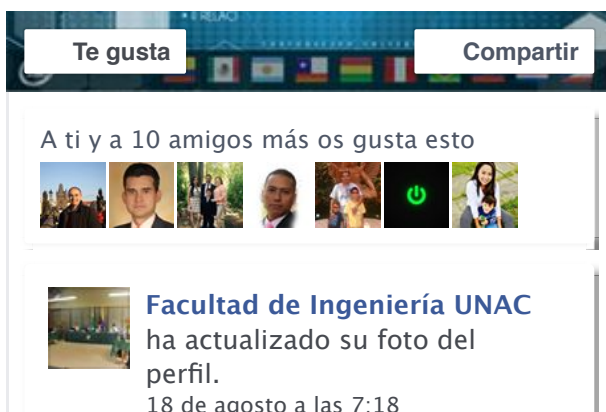 Te gusta
Compartir
A ti y a 10 amigos más os gusta esto
Facultad de Ingeniería UNAC
ha actualizado su foto del
perfil.
18 de agosto a las 7:18